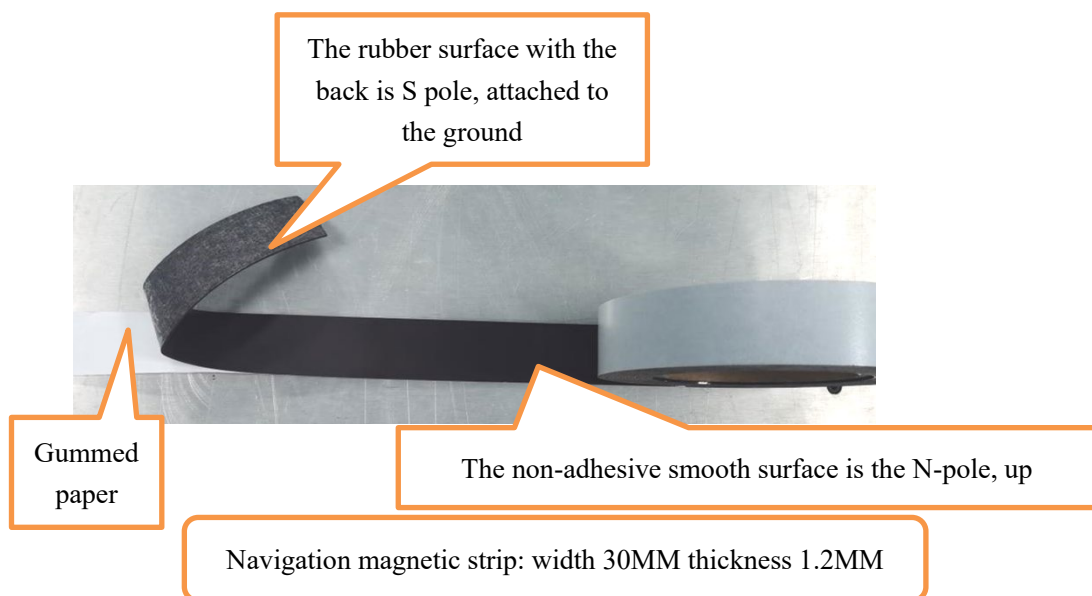 The rubber surface with the
back is S pole, attached to
the ground
Gummed
paper
The non-adhesive smooth surface is the N-pole, up
Navigation magnetic strip: width 30MM thickness 1.2MM